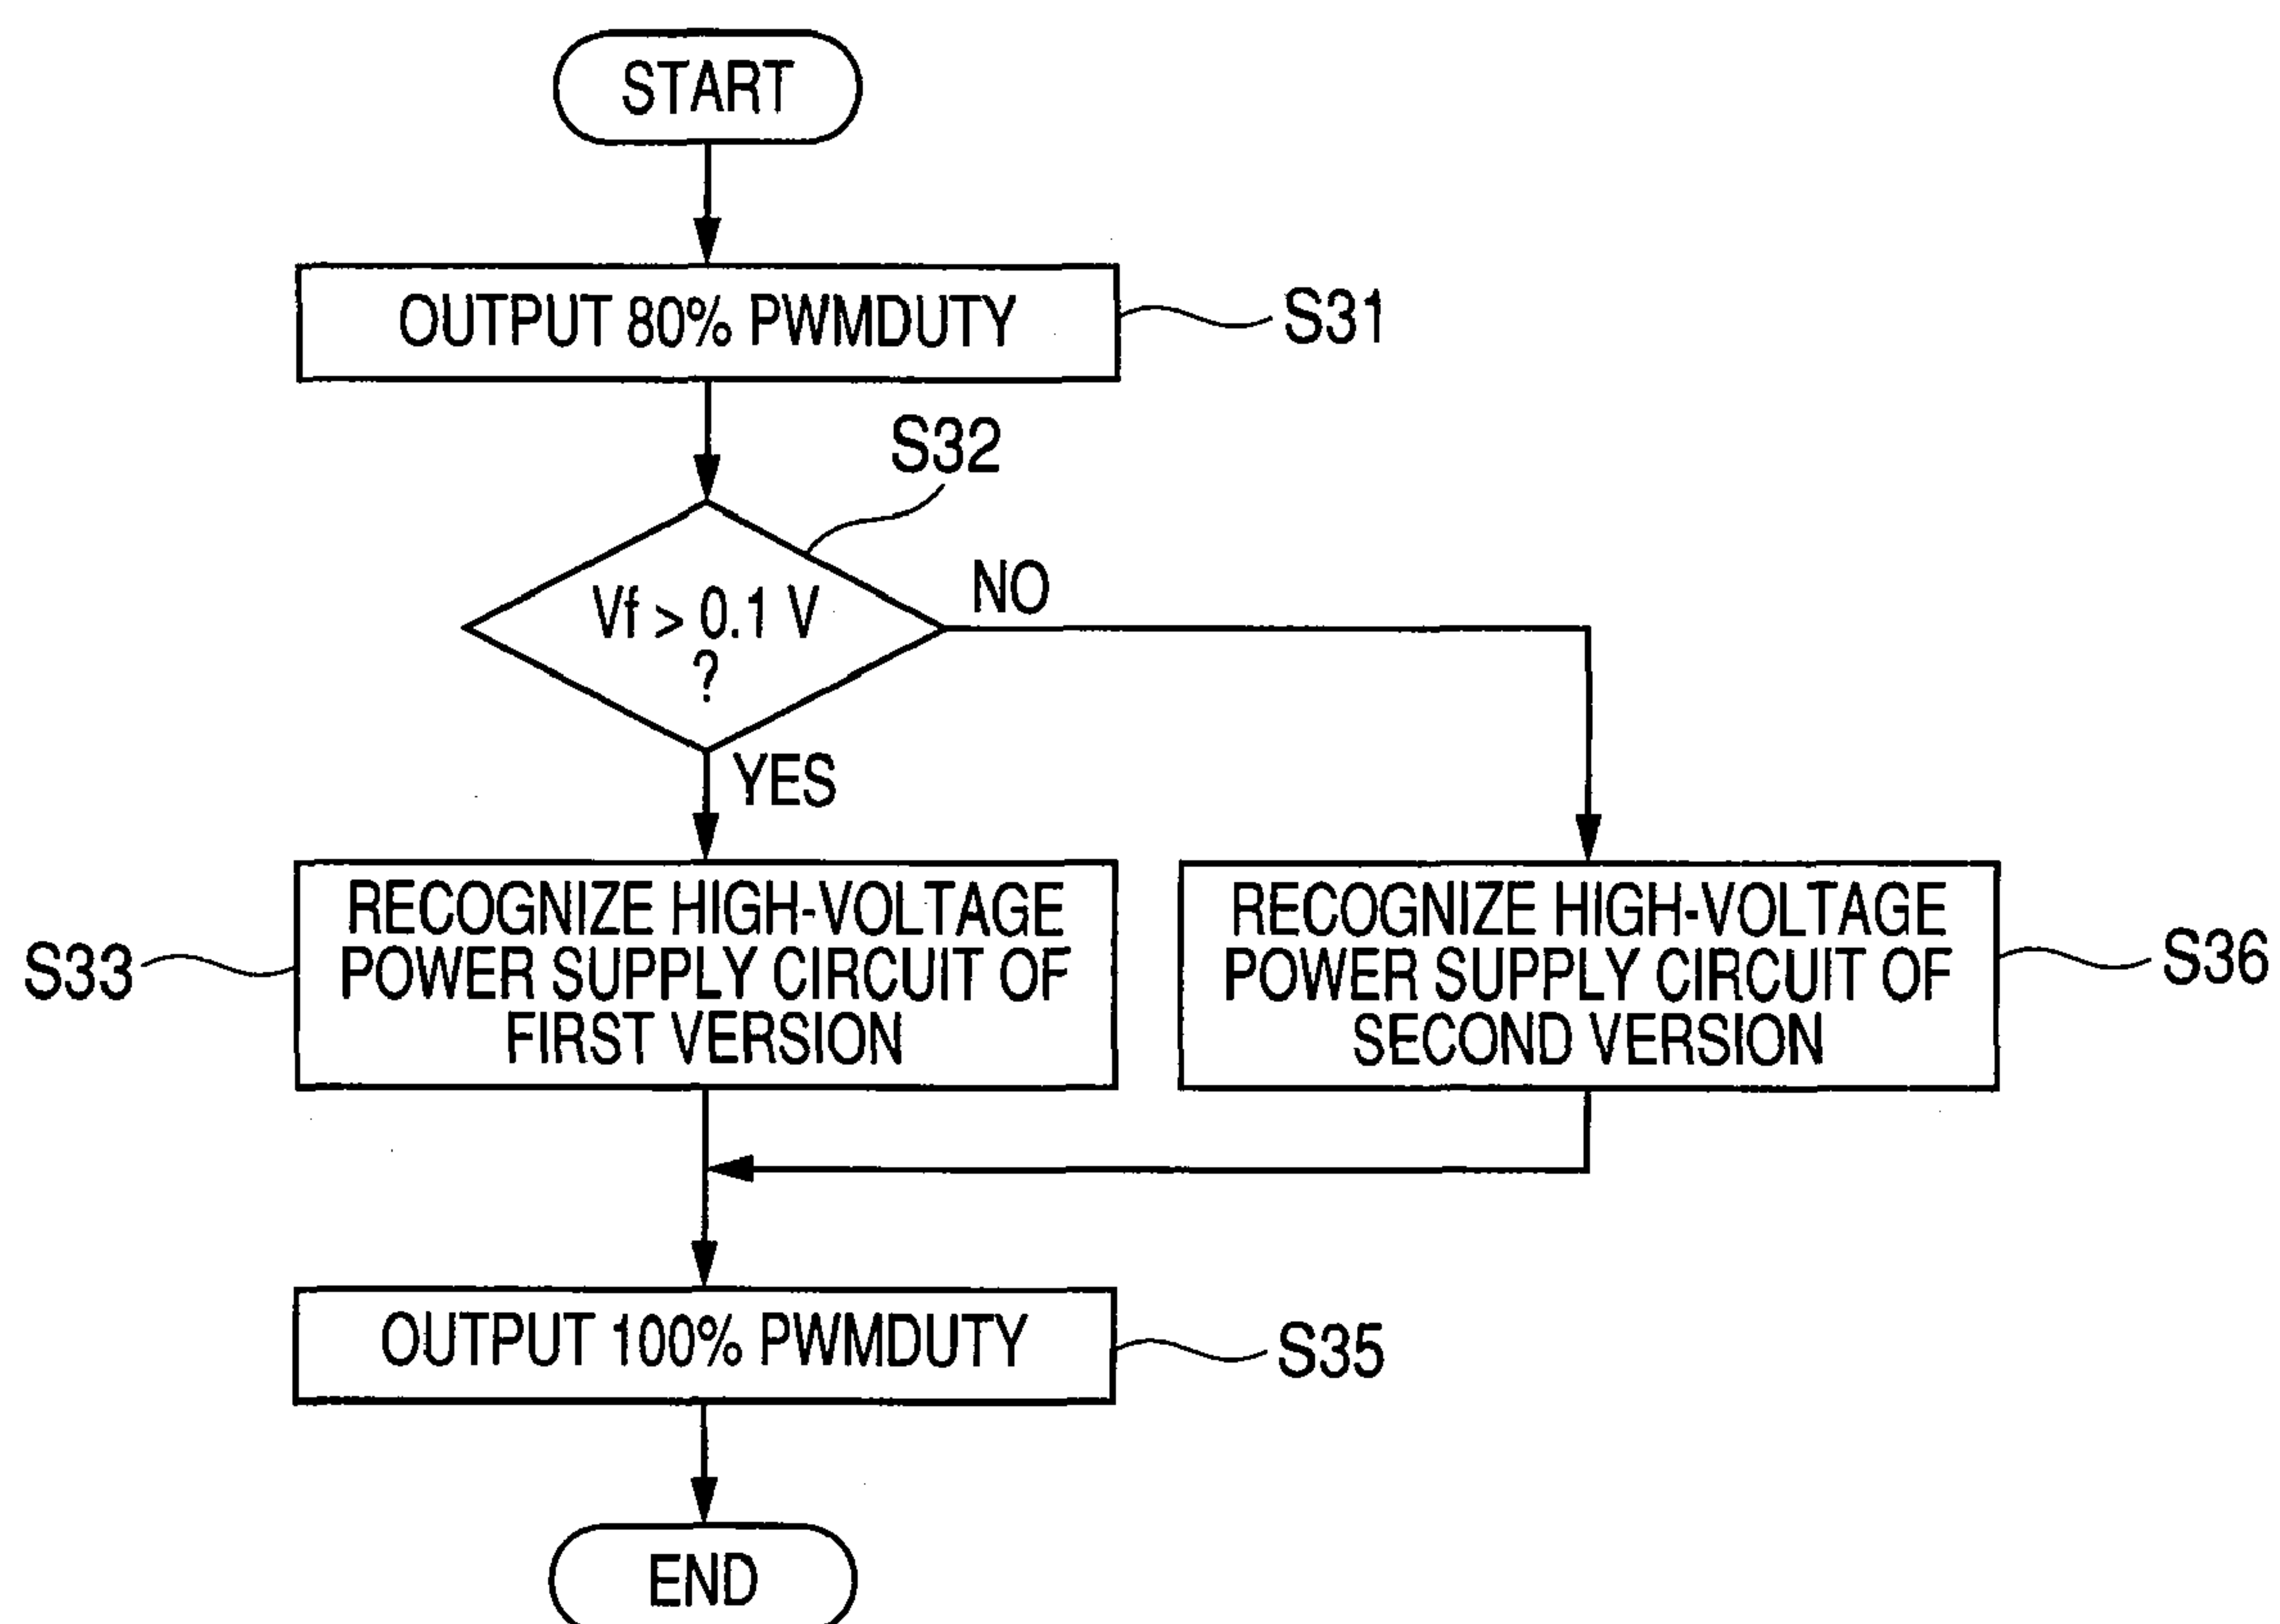 START
OUTPUT 80% PWMDUTY
S31
S32
Vf > 0.1 V
?
NO
YES
RECOGNIZE HIGH-VOLTAGE
POWER SUPPLY CIRCUIT OF
FIRST VERSION
S33
RECOGNIZE HIGH-VOLTAGE
POWER SUPPLY CIRCUIT OF
SECOND VERSION
S36
OUTPUT 100% PWMDUTY
S35
END